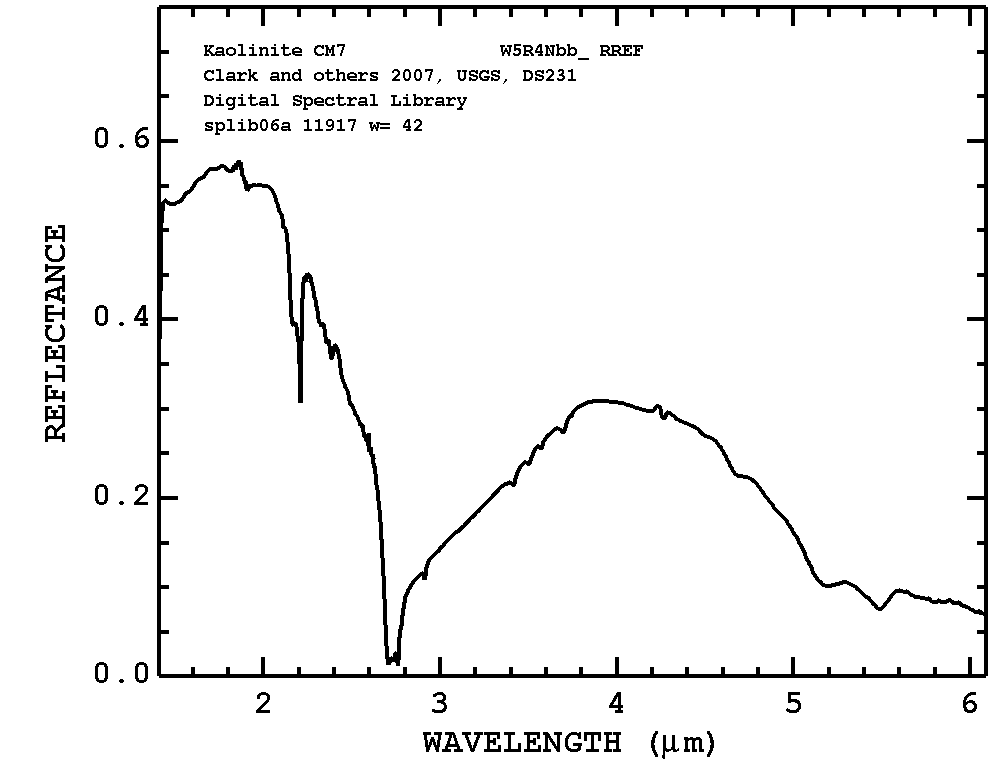 Kaolinite CM7 W5R4Nbb_ RREF
Clark and others 2007, USGS, DS231
Digital Spectral Library
splib06a 11917 w= 42
0.6
0.4
0.2
0.0
REFLECTANCE
2 3 4 5 6
WAVELENGTH (μm)